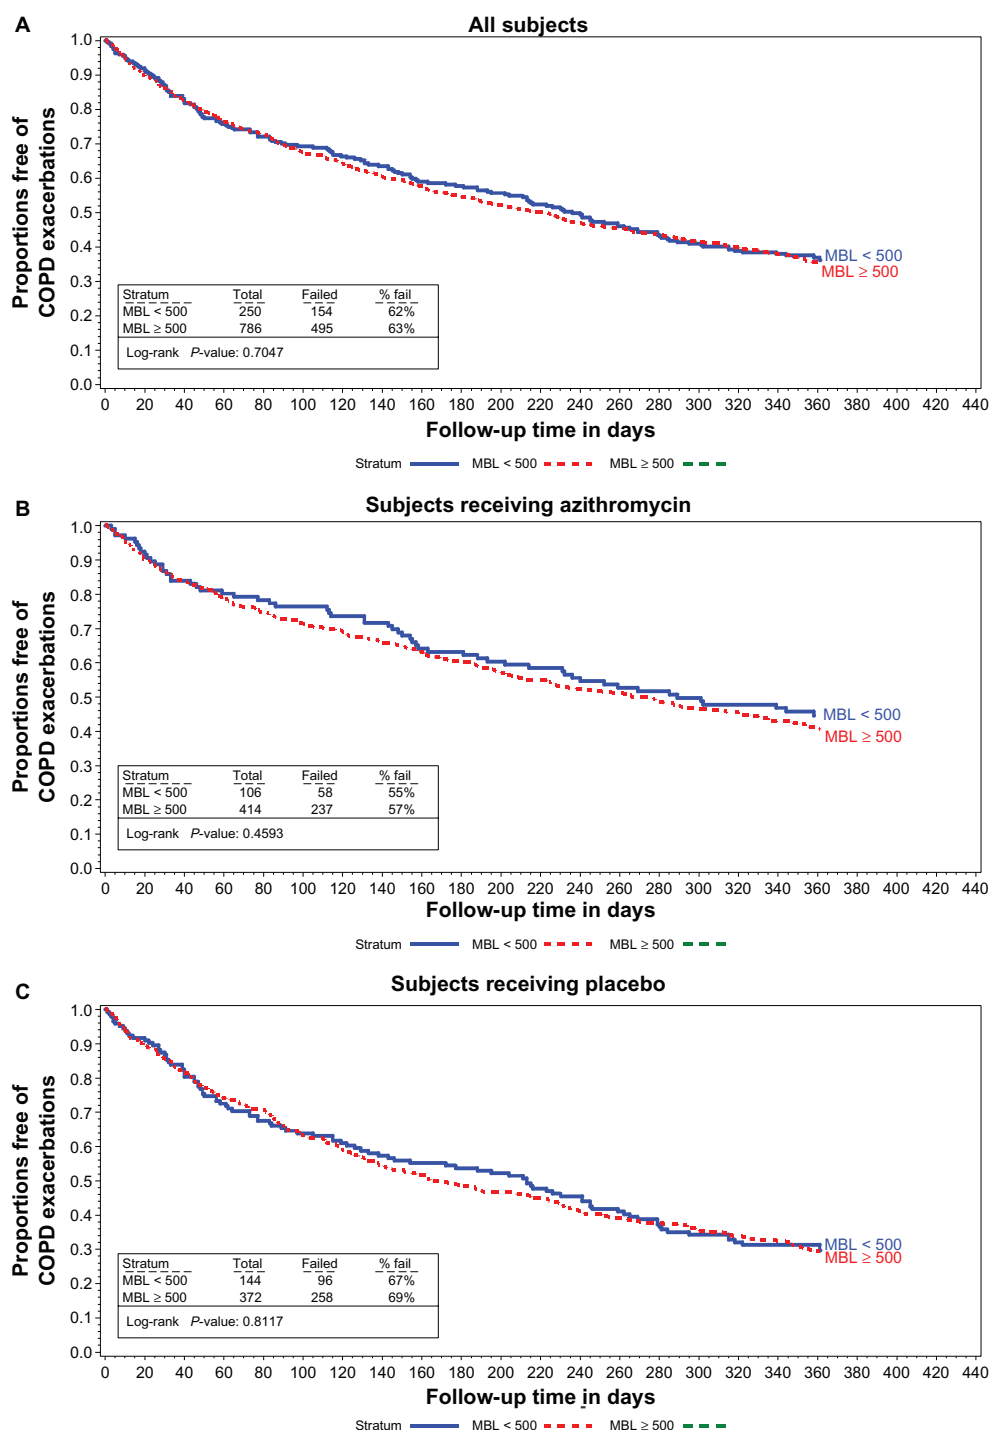 A
All subjects
Proportions free of
COPD exacerbations
1.0
0.9
0.8
0.7
0.6
0.5
0.4
0.3
0.2
0.1
0.0
MBL < 500
MBL ≥ 500
Stratum Total Failed % fail
MBL < 500 250 154 62%
MBL ≥ 500 786 495 63%
Log-rank P-value: 0.7047
0 20 40 60 80 100 120 140 160 180 200 220 240 260 280 300 320 340 360 380 400 420 440
Follow-up time in days
Stratum MBL < 500 MBL ≥ 500
B
Subjects receiving azithromycin
Proportions free of
COPD exacerbations
1.0
0.9
0.8
0.7
0.6
0.5
0.4
0.3
0.2
0.1
0.0
MBL < 500
MBL ≥ 500
Stratum Total Failed % fail
MBL < 500 106 58 55%
MBL ≥ 500 414 237 57%
Log-rank P-value: 0.4593
0 20 40 60 80 100 120 140 160 180 200 220 240 260 280 300 320 340 360 380 400 420 440
Follow-up time in days
Stratum MBL < 500 MBL ≥ 500
C
Subjects receiving placebo
Proportions free of
COPD exacerbations
1.0
0.9
0.8
0.7
0.6
0.5
0.4
0.3
0.2
0.1
0.0
MBL < 500
MBL ≥ 500
Stratum Total Failed % fail
MBL < 500 144 96 67%
MBL ≥ 500 372 258 69%
Log-rank P-value: 0.8117
0 20 40 60 80 100 120 140 160 180 200 220 240 260 280 300 320 340 360 380 400 420 440
Follow-up time in days
Stratum MBL < 500 MBL ≥ 500